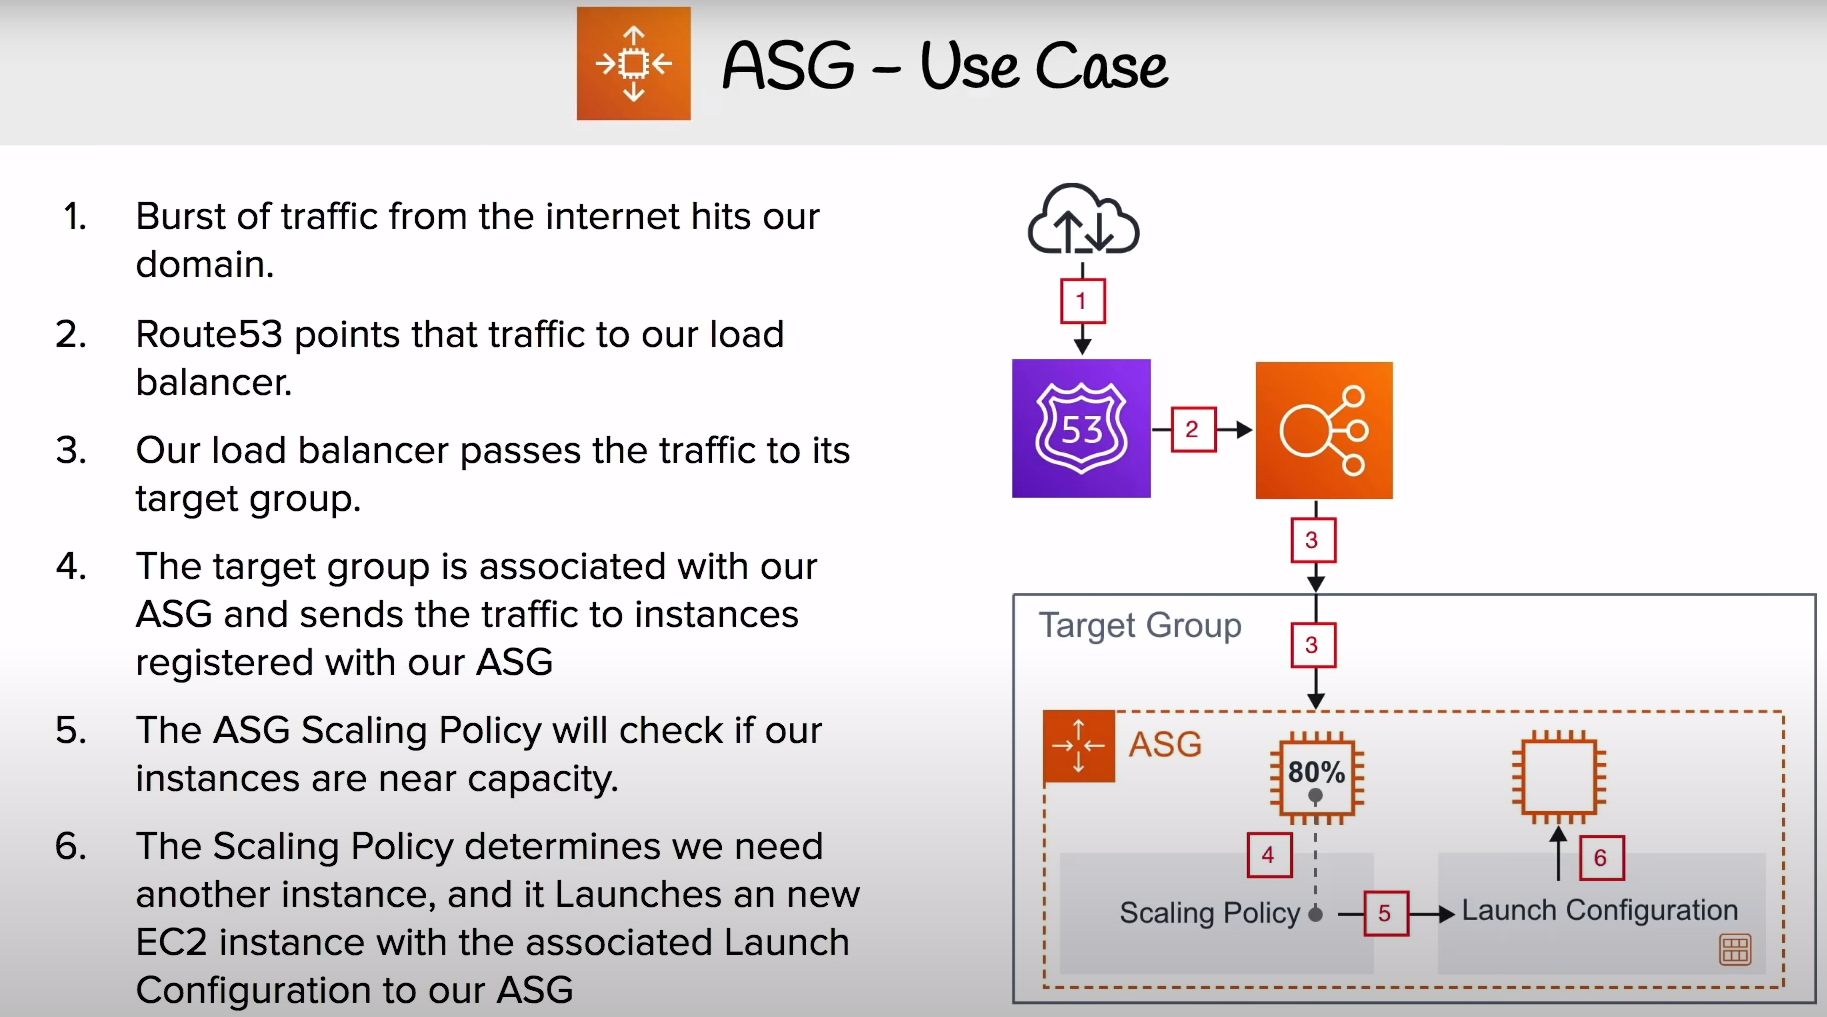 ASG - Use Case
1. Burst of traffic from the internet hits our
domain.
2. Route53 points that traffic to our load
balancer.
3. Our load balancer passes the traffic to its
target group.
4. The target group is associated with our
ASG and sends the traffic to instances
registered with our ASG
5. The ASG Scaling Policy will check if our
instances are near capacity.
6. The Scaling Policy determines we need
another instance, and it Launches an new
EC2 instance with the associated Launch
Configuration to our ASG
1
53
2
3
Target Group
3
ASG
80%
4
6
Scaling Policy
5
Launch Configuration